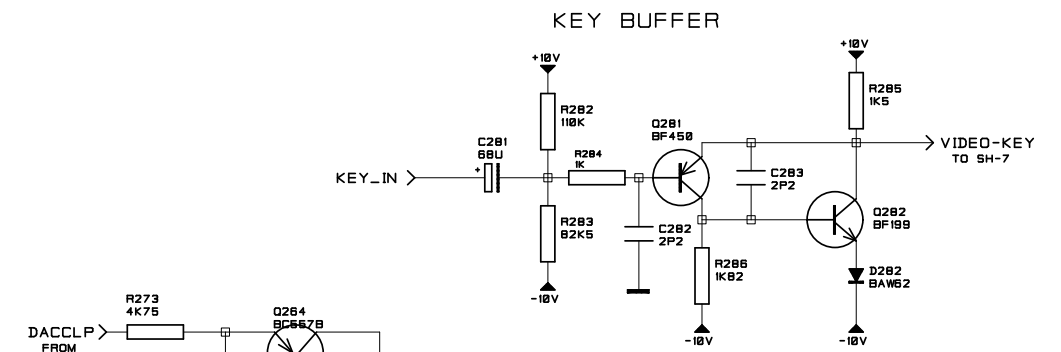 KEY BUFFER
+10V
R282
110K
C281
68U
+
KEY_IN
R283
82K5
-10V
R284
1K
C282
2P2
Q281
BF450
C283
2P2
R286
1K82
-10V
+10V
R285
1K5
VIDEO-KEY
TO SH-7
Q282
BF199
D282
BAW62
-10V
R273
4K75
DACCLP
FROM
Q264
BC557B